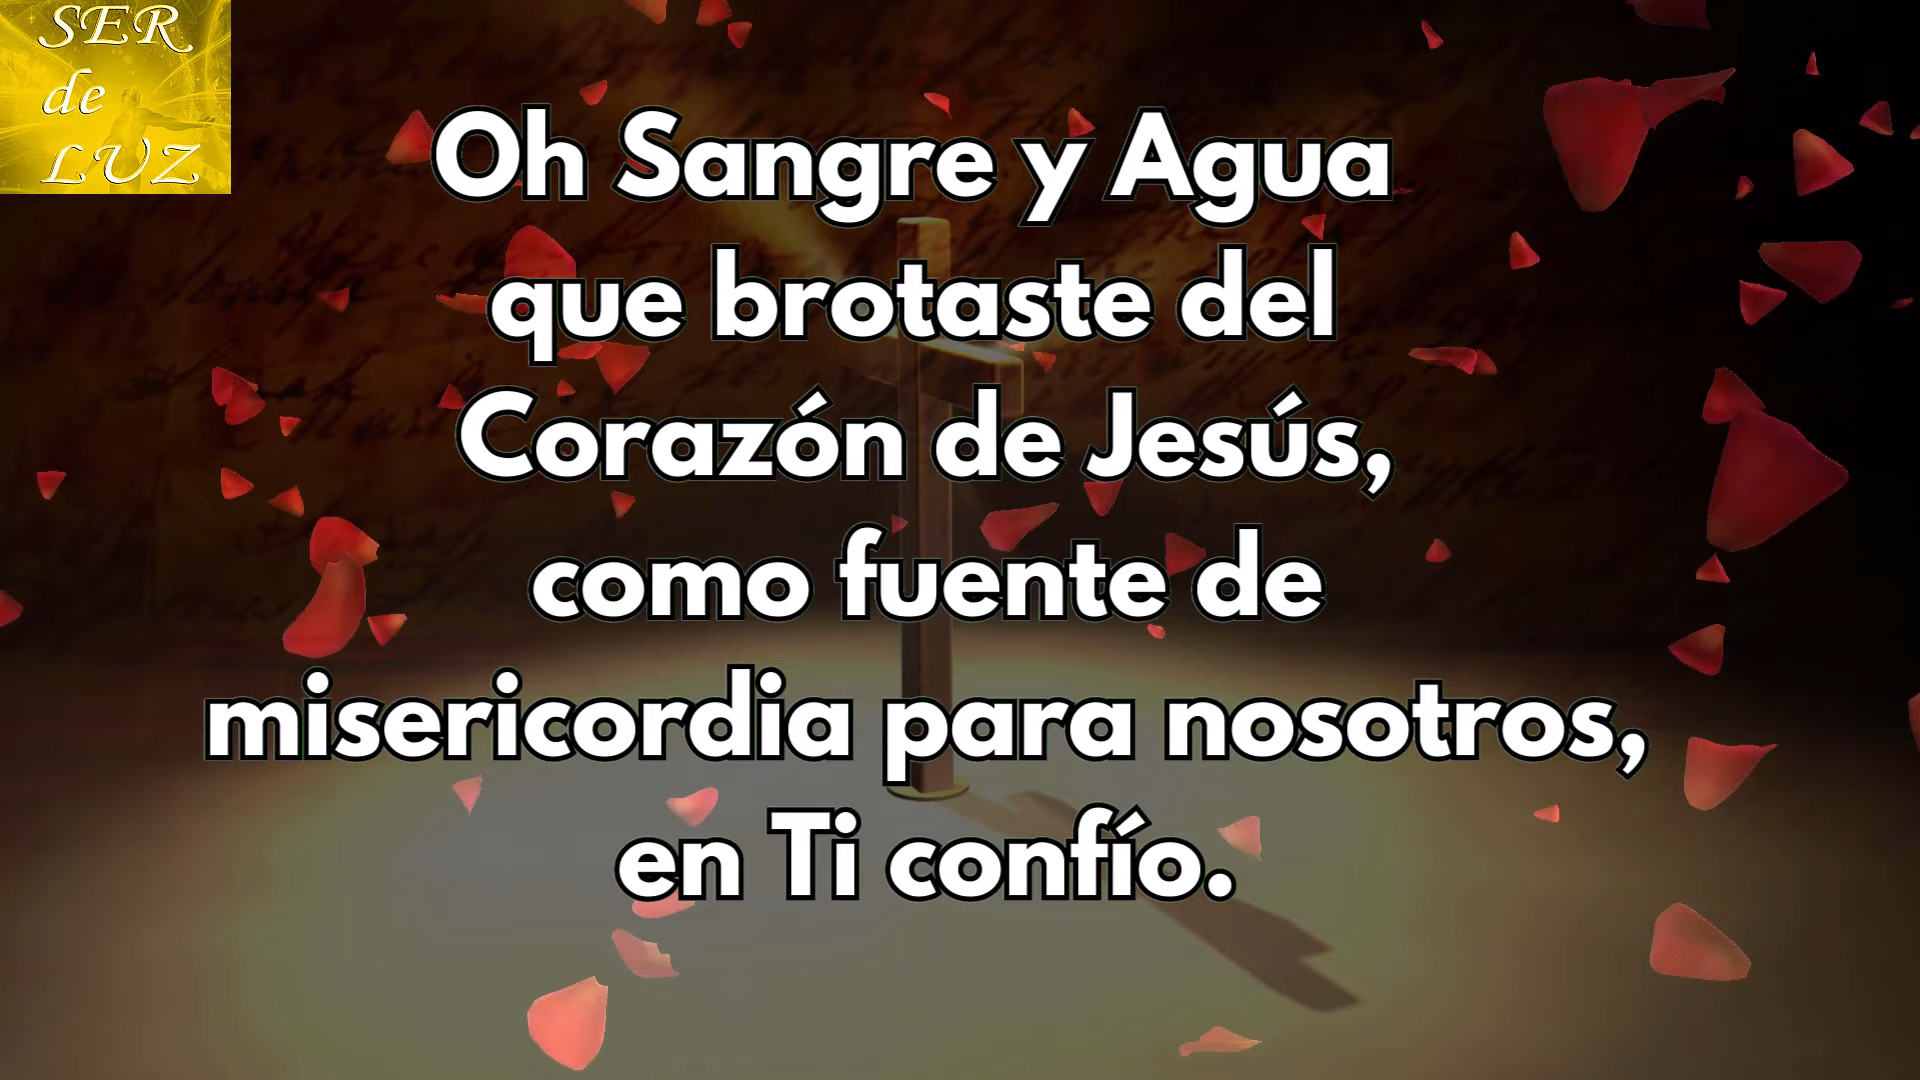 SER
de
LUZ
Oh Sangre y Agua
que brotaste del
Corazón de Jesús,
como fuente de
misericordia para nosotros,
en Ti confío.